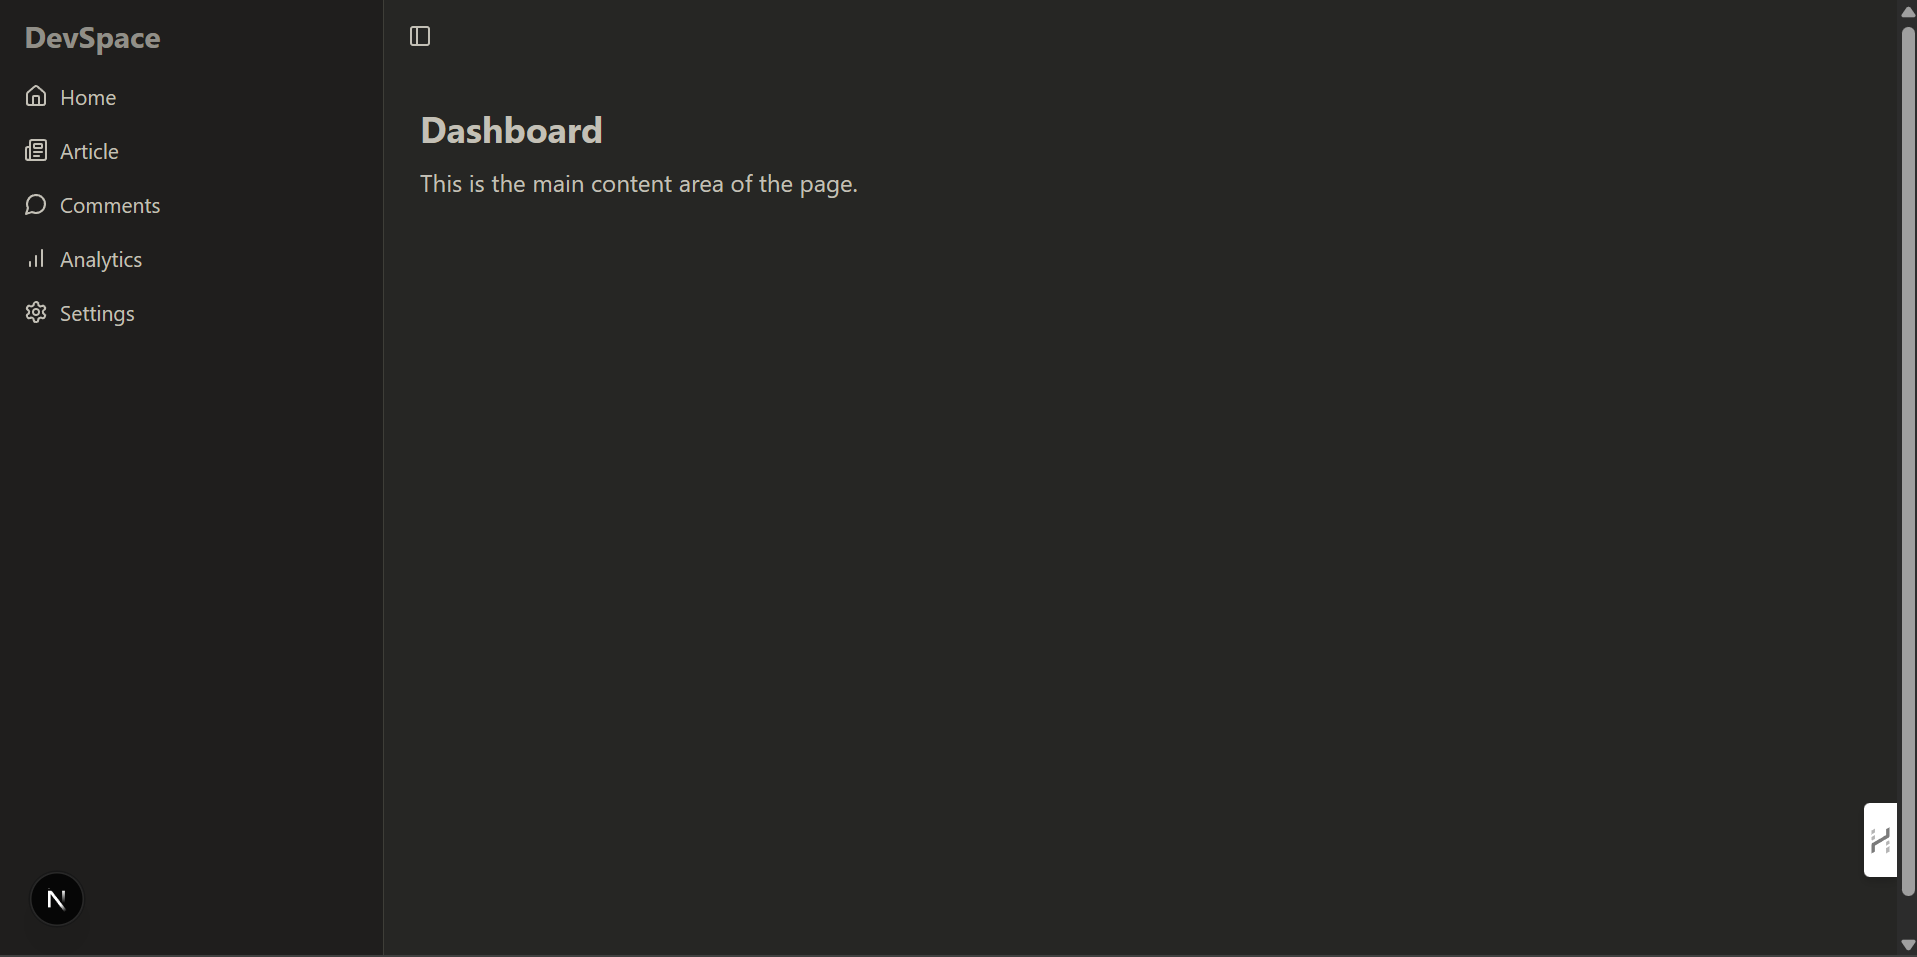 DevSpace
Home
Article
Comments
Analytics
Settings
Dashboard
This is the main content area of the page.
N